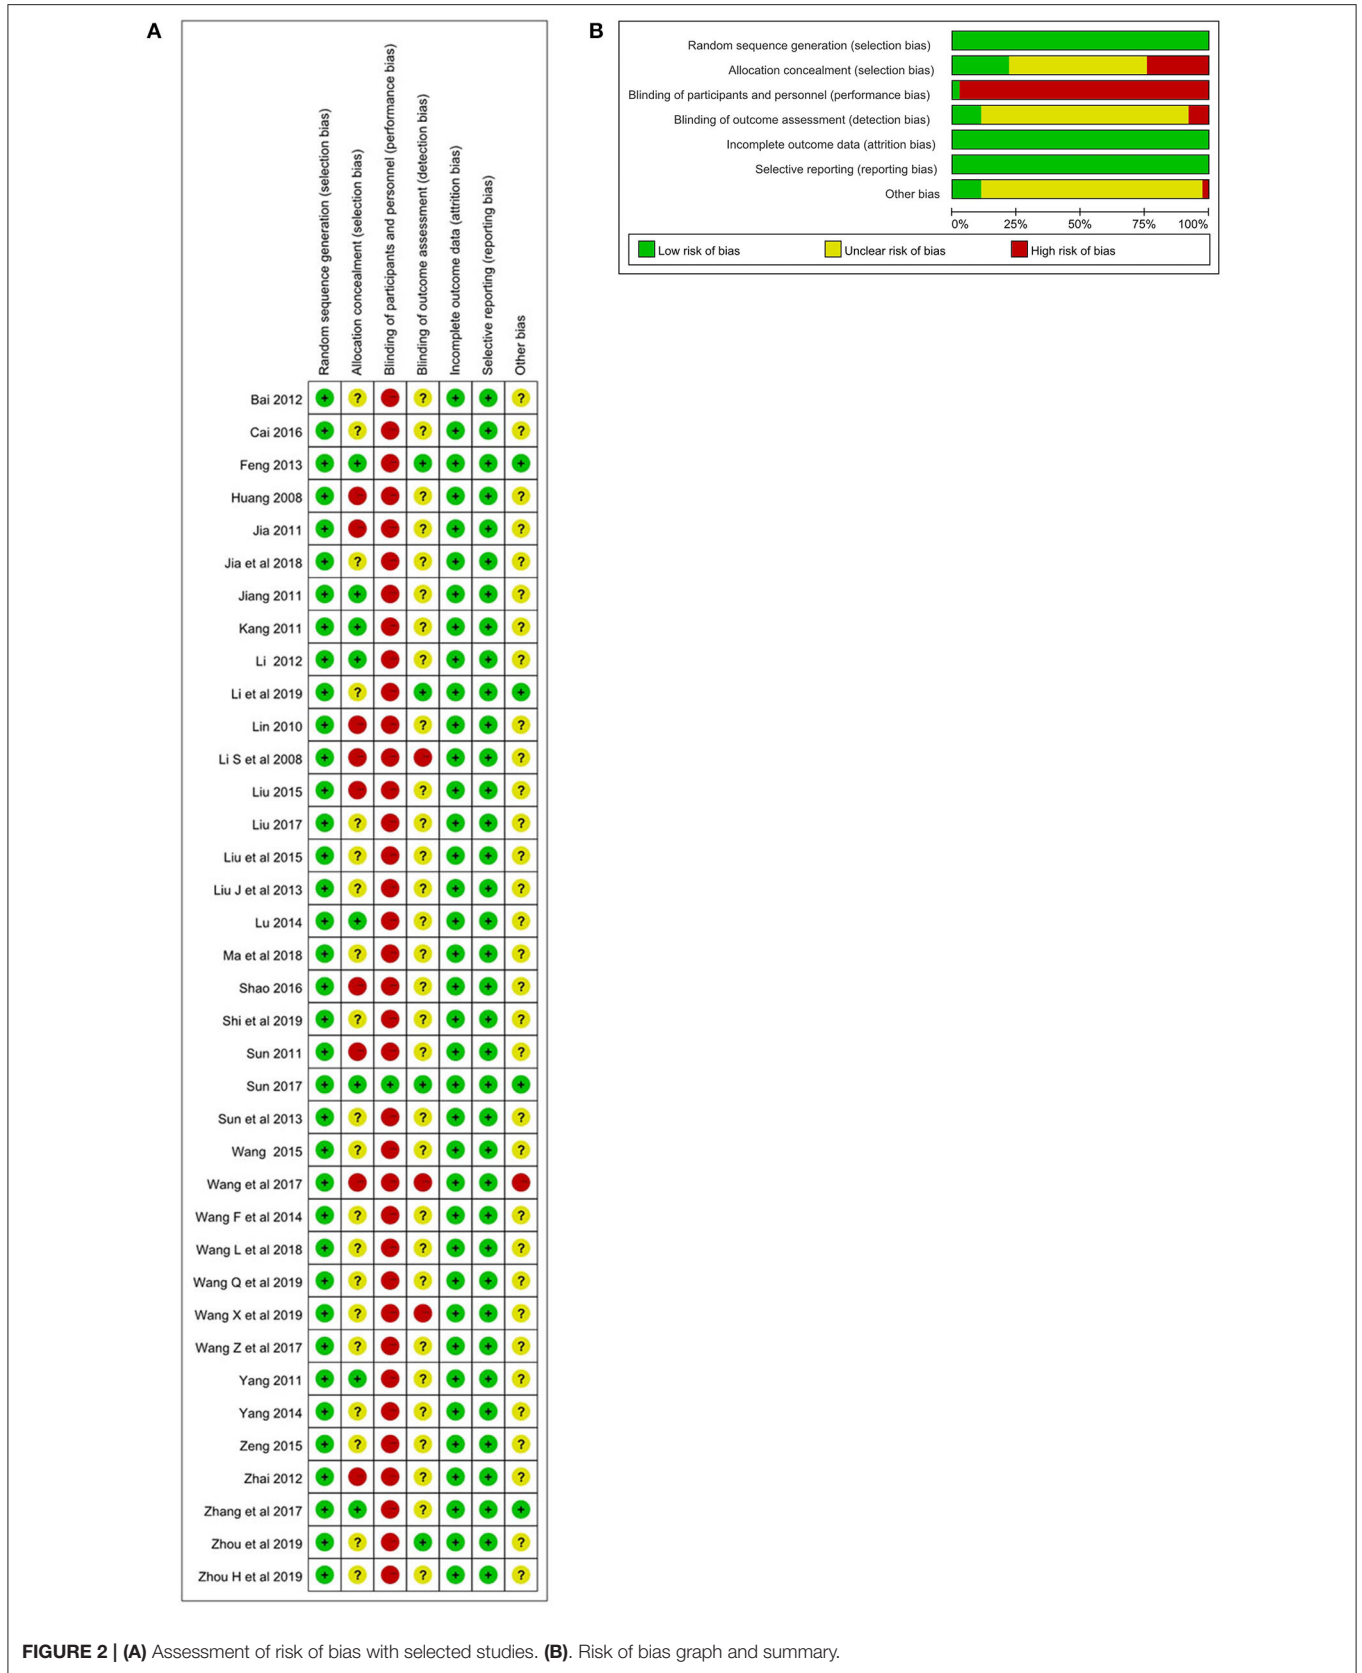 A
Random sequence generation (selection bias)
Allocation concealment (selection bias)
Blinding of participants and personnel (performance bias)
Blinding of outcome assessment (detection bias)
Incomplete outcome data (attrition bias)
Selective reporting (reporting bias)
Other bias
Bai 2012 + ? - ? + + ?
Cai 2016 + ? - ? + + ?
Feng 2013 + + - + + + +
Huang 2008 + - - ? + + ?
Jia 2011 + - - ? + + ?
Jia et al 2018 + ? - ? + + ?
Jiang 2011 + + - ? + + ?
Kang 2011 + + - ? + + ?
Li 2012 + + - ? + + ?
Li et al 2019 + ? - + + + +
Lin 2010 + - - ? + + ?
Li S et al 2008 + - - - + + ?
Liu 2015 + - - ? + + ?
Liu 2017 + ? - ? + + ?
Liu et al 2015 + ? - ? + + ?
Liu J et al 2013 + ? - ? + + ?
Lu 2014 + + - ? + + ?
Ma et al 2018 + ? - ? + + ?
Shao 2016 + - - ? + + ?
Shi et al 2019 + ? - ? + + ?
Sun 2011 + - - ? + + ?
Sun 2017 + + + + + + +
Sun et al 2013 + ? - ? + + ?
Wang 2015 + ? - ? + + ?
Wang et al 2017 + - - - + + -
Wang F et al 2014 + ? - ? + + ?
Wang L et al 2018 + ? - ? + + ?
Wang Q et al 2019 + ? - ? + + ?
Wang X et al 2019 + ? - - + + ?
Wang Z et al 2017 + ? - ? + + ?
Yang 2011 + + - ? + + ?
Yang 2014 + ? - ? + + ?
Zeng 2015 + ? - ? + + ?
Zhai 2012 + - - ? + + ?
Zhang et al 2017 + + - ? + + +
Zhou et al 2019 + ? - + + + ?
Zhou H et al 2019 + ? - ? + + ?
B
Random sequence generation (selection bias)
Allocation concealment (selection bias)
Blinding of participants and personnel (performance bias)
Blinding of outcome assessment (detection bias)
Incomplete outcome data (attrition bias)
Selective reporting (reporting bias)
Other bias
0% 25% 50% 75% 100%
Low risk of bias Unclear risk of bias High risk of bias
FIGURE 2 | (A) Assessment of risk of bias with selected studies. (B). Risk of bias graph and summary.